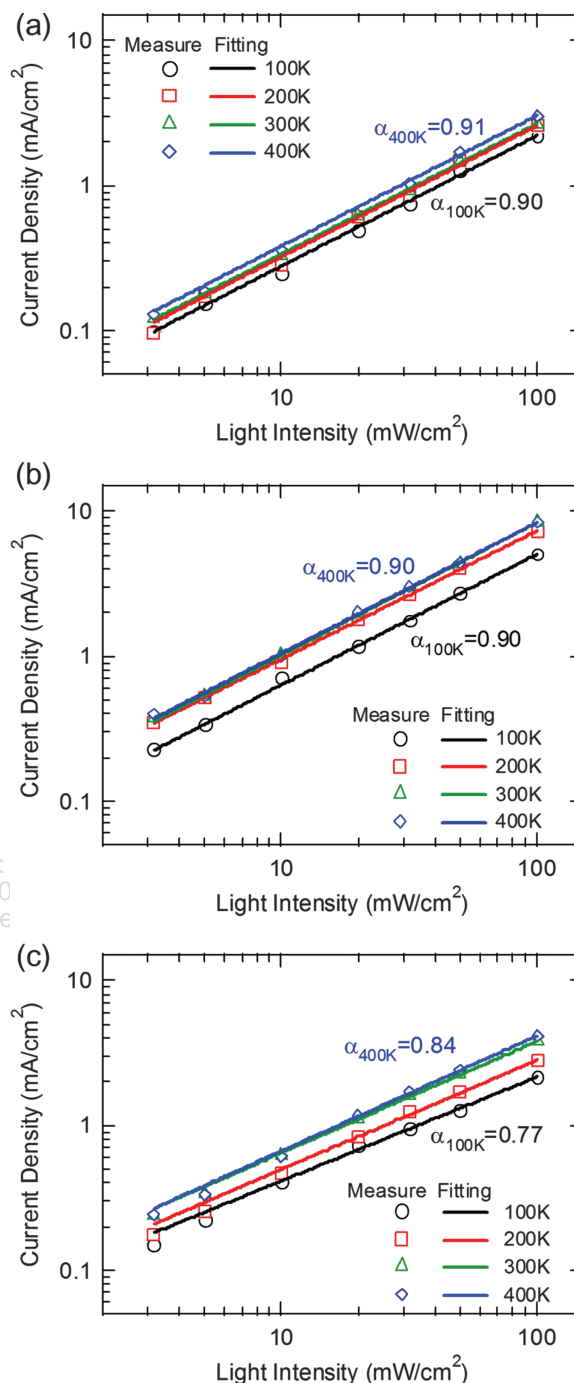 (a)
Measure Fitting
100K
200K
300K
400K
α400K=0.91
α100K=0.90
10
1
0.1
Current Density (mA/cm²)
10 100
Light Intensity (mW/cm²)
(b)
10
1
0.1
Current Density (mA/cm²)
α400K=0.90
α100K=0.90
Measure Fitting
100K
200K
300K
400K
10 100
Light Intensity (mW/cm²)
(c)
10
1
0.1
Current Density (mA/cm²)
α400K=0.84
α100K=0.77
Measure Fitting
100K
200K
300K
400K
10 100
Light Intensity (mW/cm²)